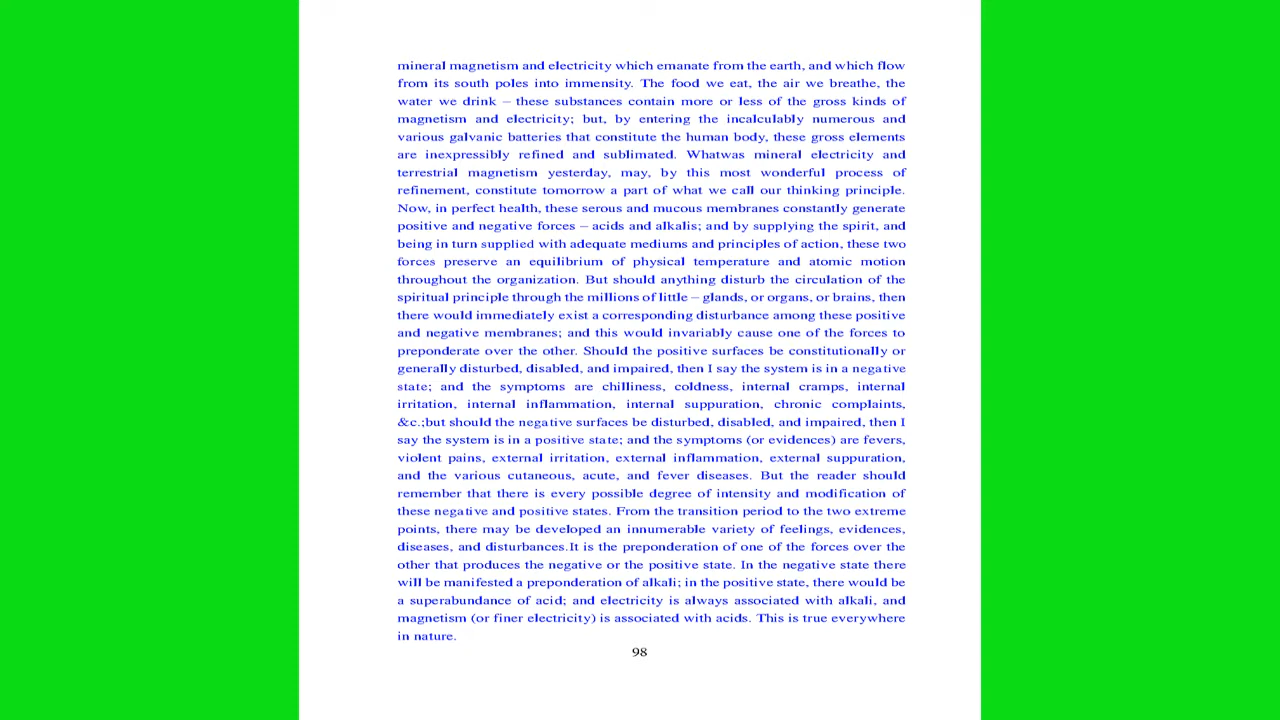 mineral magnetism and electricity which emanate from the earth, and which flow
from its south poles into immensity. The food we eat, the air we breathe, the
water we drink – these substances contain more or less of the gross kinds of
magnetism and electricity; but, by entering the incalculably numerous and
various galvanic batteries that constitute the human body, these gross elements
are inexpressibly refined and sublimated. Whatwas mineral electricity and
terrestrial magnetism yesterday, may, by this most wonderful process of
refinement, constitute tomorrow a part of what we call our thinking principle.
Now, in perfect health, these serous and mucous membranes constantly generate
positive and negative forces – acids and alkalis; and by supplying the spirit, and
being in turn supplied with adequate mediums and principles of action, these two
forces preserve an equilibrium of physical temperature and atomic motion
throughout the organization. But should anything disturb the circulation of the
spiritual principle through the millions of little – glands, or organs, or brains, then
there would immediately exist a corresponding disturbance among these positive
and negative membranes; and this would invariably cause one of the forces to
preponderate over the other. Should the positive surfaces be constitutionally or
generally disturbed, disabled, and impaired, then I say the system is in a negative
state; and the symptoms are chilliness, coldness, internal cramps, internal
irritation, internal inflammation, internal suppuration, chronic complaints,
&c.;but should the negative surfaces be disturbed, disabled, and impaired, then I
say the system is in a positive state; and the symptoms (or evidences) are fevers,
violent pains, external irritation, external inflammation, external suppuration,
and the various cutaneous, acute, and fever diseases. But the reader should
remember that there is every possible degree of intensity and modification of
these negative and positive states. From the transition period to the two extreme
points, there may be developed an innumerable variety of feelings, evidences,
diseases, and disturbances.It is the preponderation of one of the forces over the
other that produces the negative or the positive state. In the negative state there
will be manifested a preponderation of alkali; in the positive state, there would be
a superabundance of acid; and electricity is always associated with alkali, and
magnetism (or finer electricity) is associated with acids. This is true everywhere
in nature.
98